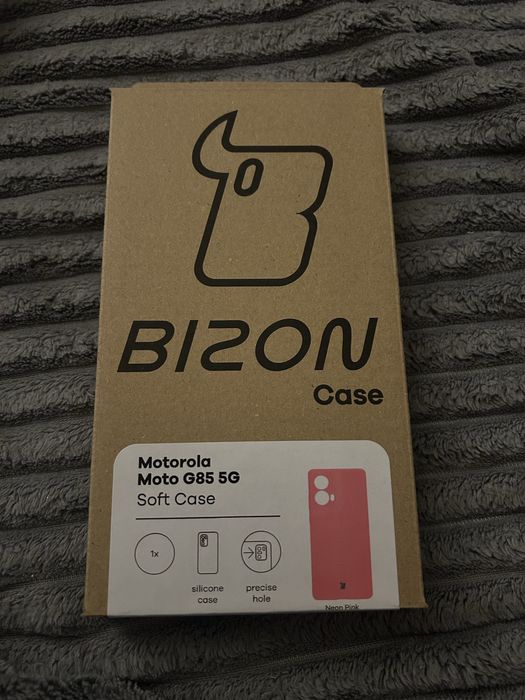 BIZON
Case
Motorola
Moto G85 5G
Soft Case
1x
silicone
case
precise
hole
Neon Pink